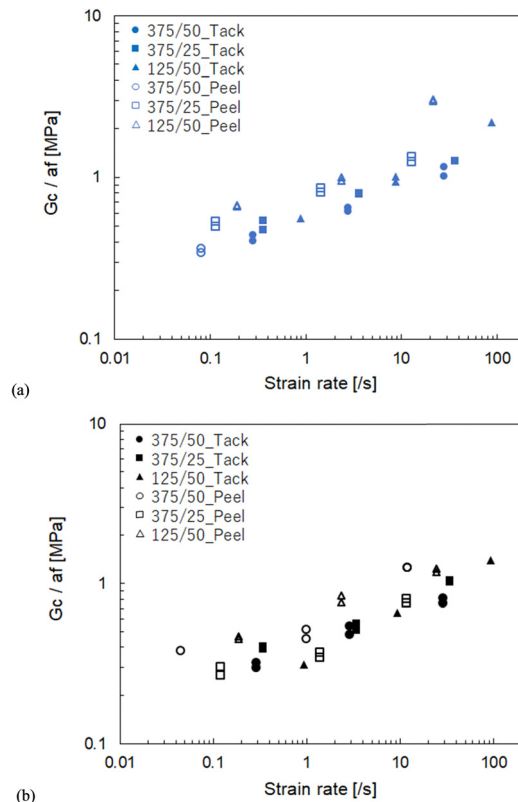 10
1
0.1
Gc / af [MPa]
375/50_Tack
375/25_Tack
125/50_Tack
375/50_Peel
375/25_Peel
125/50_Peel
0.01 0.1 1 10 100
Strain rate [/s]
(a)
10
1
0.1
Gc / af [MPa]
375/50_Tack
375/25_Tack
125/50_Tack
375/50_Peel
375/25_Peel
125/50_Peel
0.01 0.1 1 10 100
Strain rate [/s]
(b)